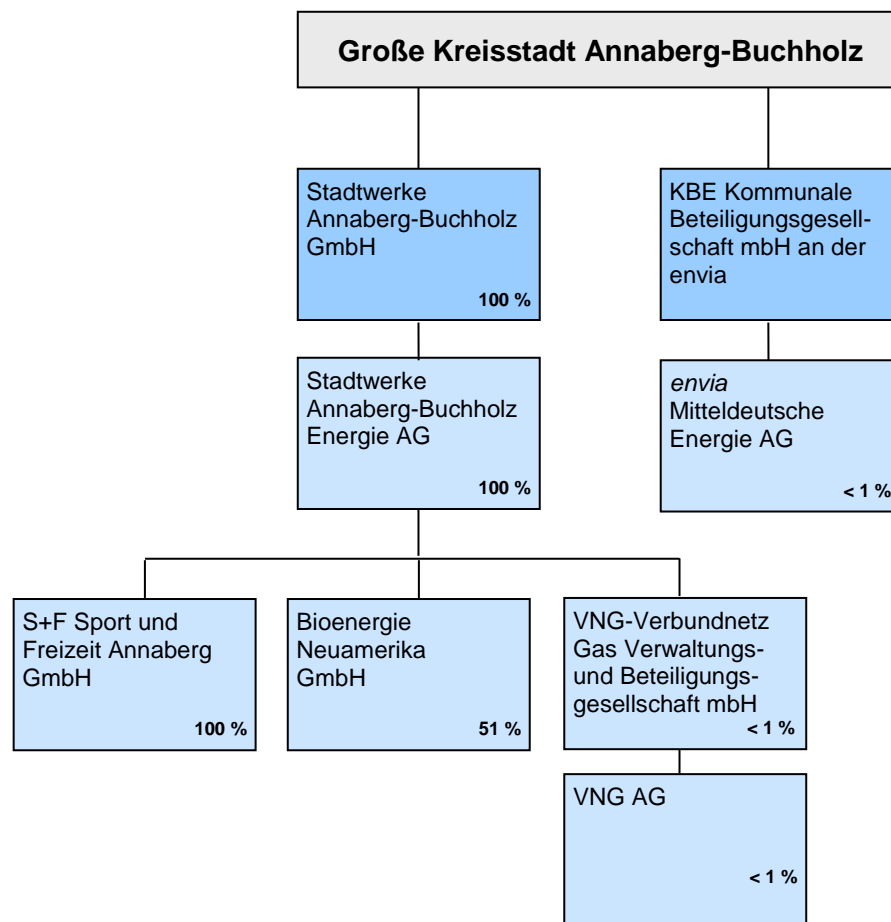 Große Kreisstadt Annaberg-Buchholz
Stadtwerke
Annaberg-Buchholz
GmbH
100 %
KBE Kommunale
Beteiligungsgesell-
schaft mbH an der
envia
Stadtwerke
Annaberg-Buchholz
Energie AG
100 %
envia
Mitteldeutsche
Energie AG
< 1 %
S+F Sport und
Freizeit Annaberg
GmbH
100 %
Bioenergie
Neuamerika
GmbH
51 %
VNG-Verbundnetz
Gas Verwaltungs-
und Beteiligungs-
gesellschaft mbH
< 1 %
VNG AG
< 1 %